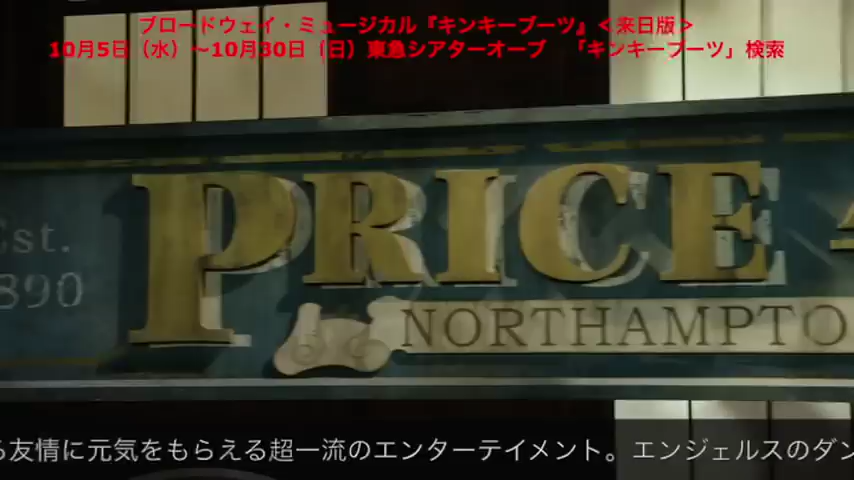 ブロードウェイ・ミュージカル『キンキーブーツ』＜来日版＞
10月5日（水）～10月30日（日）東急シアターオーブ 「キンキーブーツ」検索
Est.
890
PRICE
NORTHAMPTO
友情に元気をもらえる超一流のエンターテイメント。エンジェルスのダン